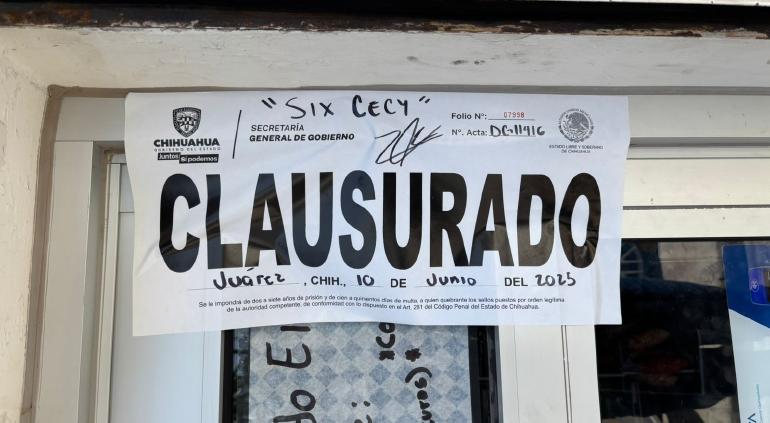 "SIX CECY"
CHIHUAHUA
GOBIERNO DEL ESTADO
Juntos Sí podemos
SECRETARÍA
GENERAL DE GOBIERNO
Folio N°: 07998
N°. Acta: DG-11416
ESTADO LIBRE Y SOBERANO
DE CHIHUAHUA
CLAUSURADO
Juárez, CHIH., 10 DE Junio DEL 2025
Se le impondrá de dos a siete años de prisión y de cien a quinientos días de multa, a quien quebrante los sellos puestos por orden legítima
de la autoridad competente, de conformidad con lo dispuesto en el Art. 281 del Código Penal del Estado de Chihuahua.